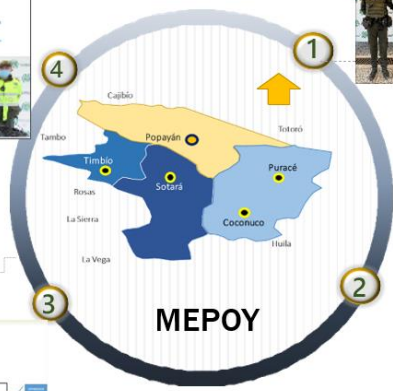 1
4
Cajibío
Tambo
Popayán
Totoró
Timbío
Puracé
Sotará
Rosas
La Sierra
Coconuco
La Vega
Huila
2
3
MEPOY